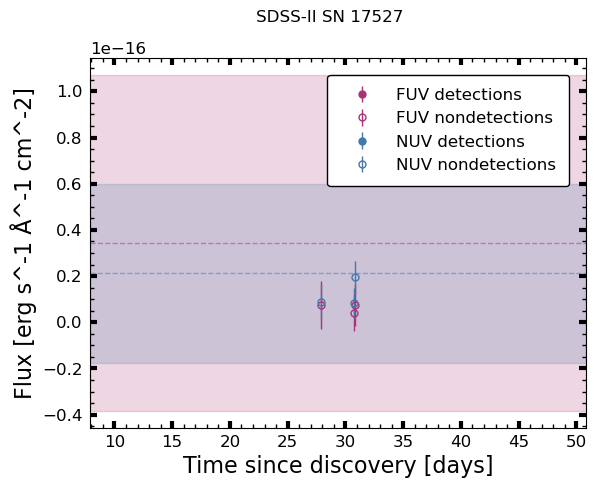 SDSS-II SN 17527
1e−16
FUV detections
FUV nondetections
NUV detections
NUV nondetections
1.0
0.8
0.6
0.4
0.2
0.0
−0.2
−0.4
Flux [erg s^-1 Å^-1 cm^-2]
10 15 20 25 30 35 40 45 50
Time since discovery [days]